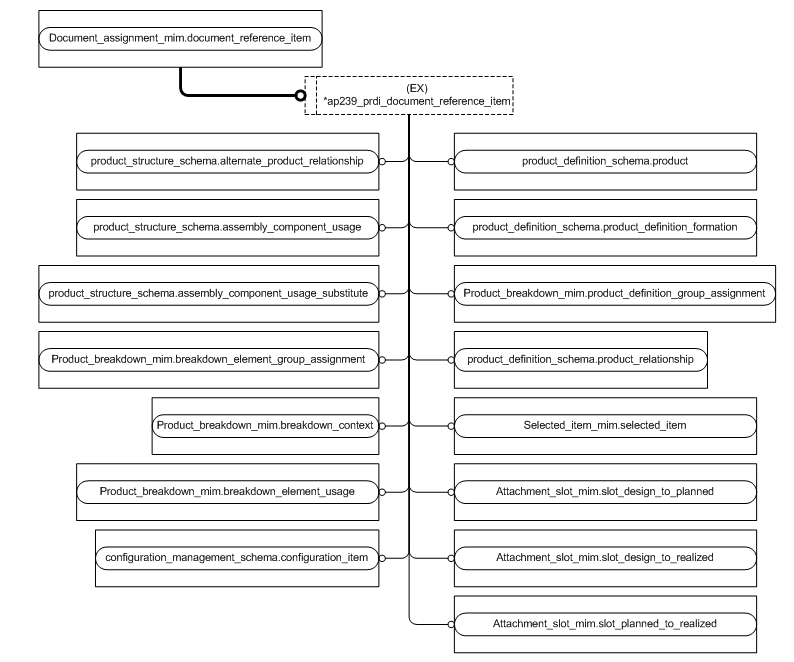 Document_assignment_mim.document_reference_item
(EX)
*ap239_prdi_document_reference_item
product_structure_schema.alternate_product_relationship
product_definition_schema.product
product_structure_schema.assembly_component_usage
product_definition_schema.product_definition_formation
product_structure_schema.assembly_component_usage_substitute
Product_breakdown_mim.product_definition_group_assignment
Product_breakdown_mim.breakdown_element_group_assignment
product_definition_schema.product_relationship
Product_breakdown_mim.breakdown_context
Selected_item_mim.selected_item
Product_breakdown_mim.breakdown_element_usage
Attachment_slot_mim.slot_design_to_planned
configuration_management_schema.configuration_item
Attachment_slot_mim.slot_design_to_realized
Attachment_slot_mim.slot_planned_to_realized